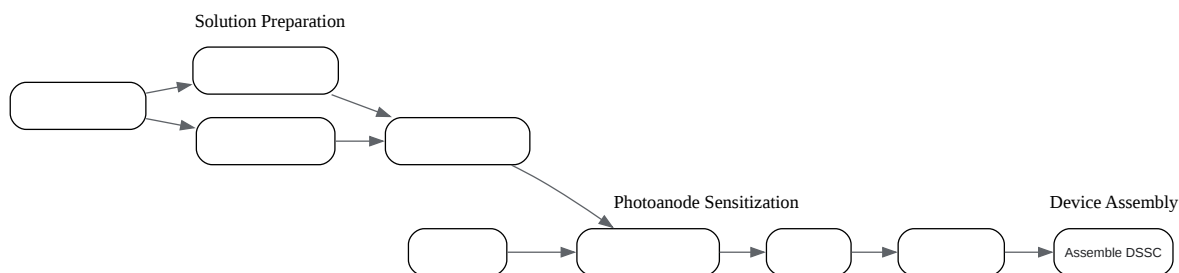 Solution Preparation
Photoanode Sensitization
Device Assembly
Assemble DSSC